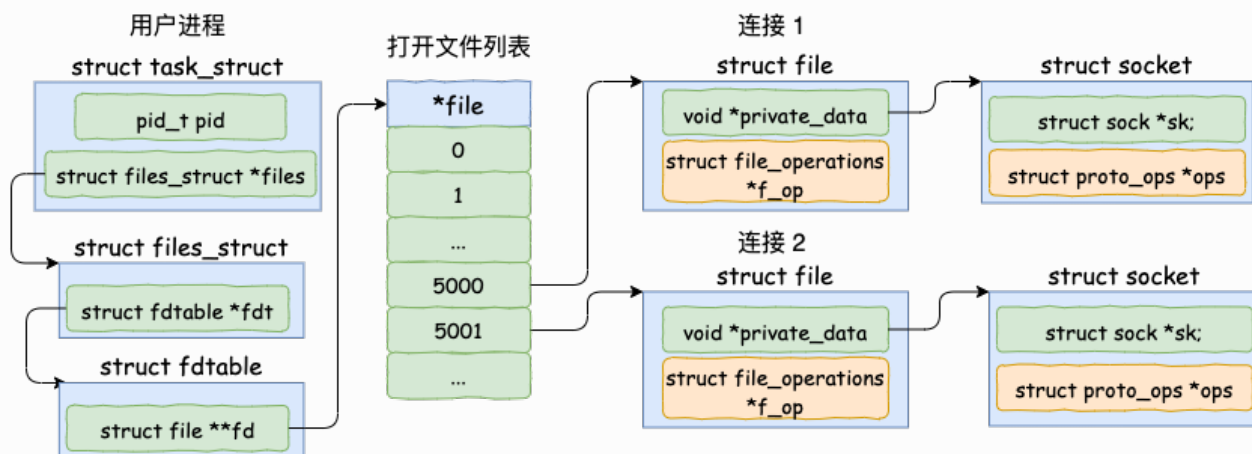 用户进程
struct task_struct
pid_t pid
struct files_struct *files
struct files_struct
struct fdtable *fdt
struct fdtable
struct file **fd
打开文件列表
*file
0
1
...
5000
5001
...
连接 1
struct file
void *private_data
struct file_operations
*f_op
struct socket
struct sock *sk;
struct proto_ops *ops
连接 2
struct file
void *private_data
struct file_operations
*f_op
struct socket
struct sock *sk;
struct proto_ops *ops